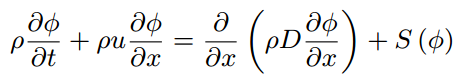 ρ ∂ϕ/∂t + ρu ∂ϕ/∂x = ∂/∂x (ρD ∂ϕ/∂x) + S (ϕ)